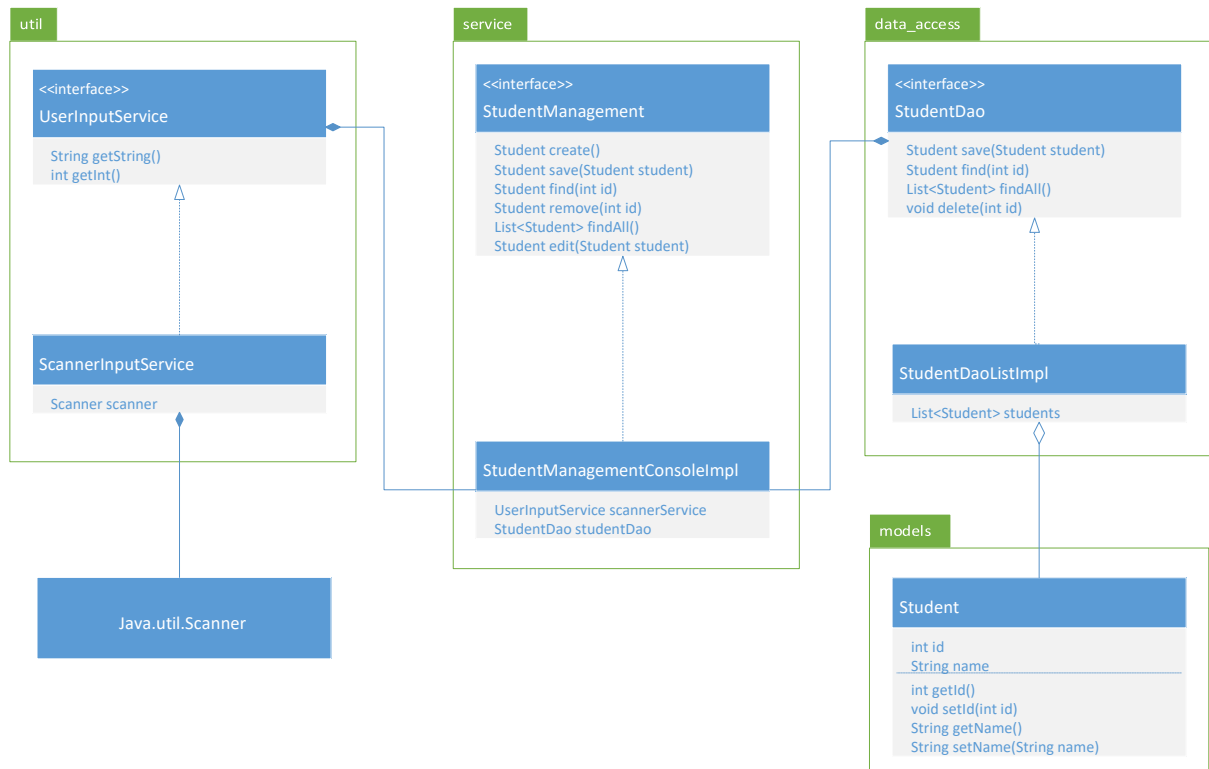 util
<<interface>>
UserInputService
String getString()
int getInt()
ScannerInputService
Scanner scanner
Java.util.Scanner
service
<<interface>>
StudentManagement
Student create()
Student save(Student student)
Student find(int id)
Student remove(int id)
List<Student> findAll()
Student edit(Student student)
StudentManagementConsoleImpl
UserInputService scannerService
StudentDao studentDao
data_access
<<interface>>
StudentDao
Student save(Student student)
Student find(int id)
List<Student> findAll()
void delete(int id)
StudentDaoListImpl
List<Student> students
models
Student
int id
String name
int getId()
void setId(int id)
String getName()
String setName(String name)